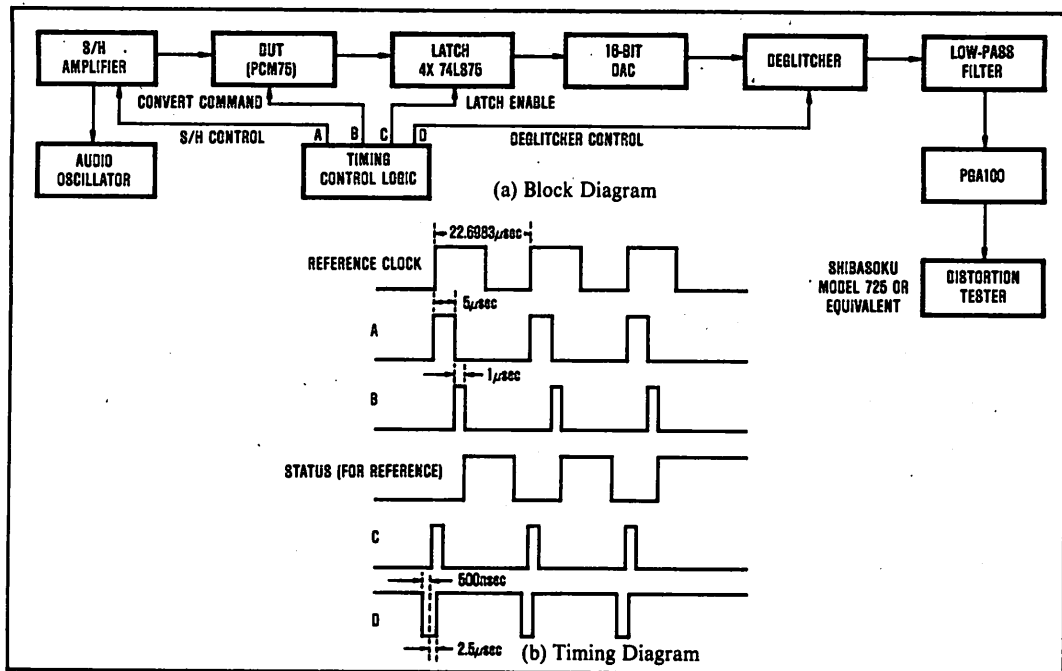 S/H
AMPLIFIER
DUT
(PCM75)
LATCH
4X 74LS75
16-BIT
DAC
DEGLITCHER
LOW-PASS
FILTER
CONVERT COMMAND
LATCH ENABLE
S/H CONTROL
A
B
C
D
DEGLITCHER CONTROL
AUDIO
OSCILLATOR
TIMING
CONTROL LOGIC
(a) Block Diagram
PGA100
22.6983μsec
REFERENCE CLOCK
SHIBASOKU
MODEL 725 OR
EQUIVALENT
DISTORTION
TESTER
5μsec
A
1μsec
B
STATUS (FOR REFERENCE)
C
500nsec
D
2.5μsec
(b) Timing Diagram